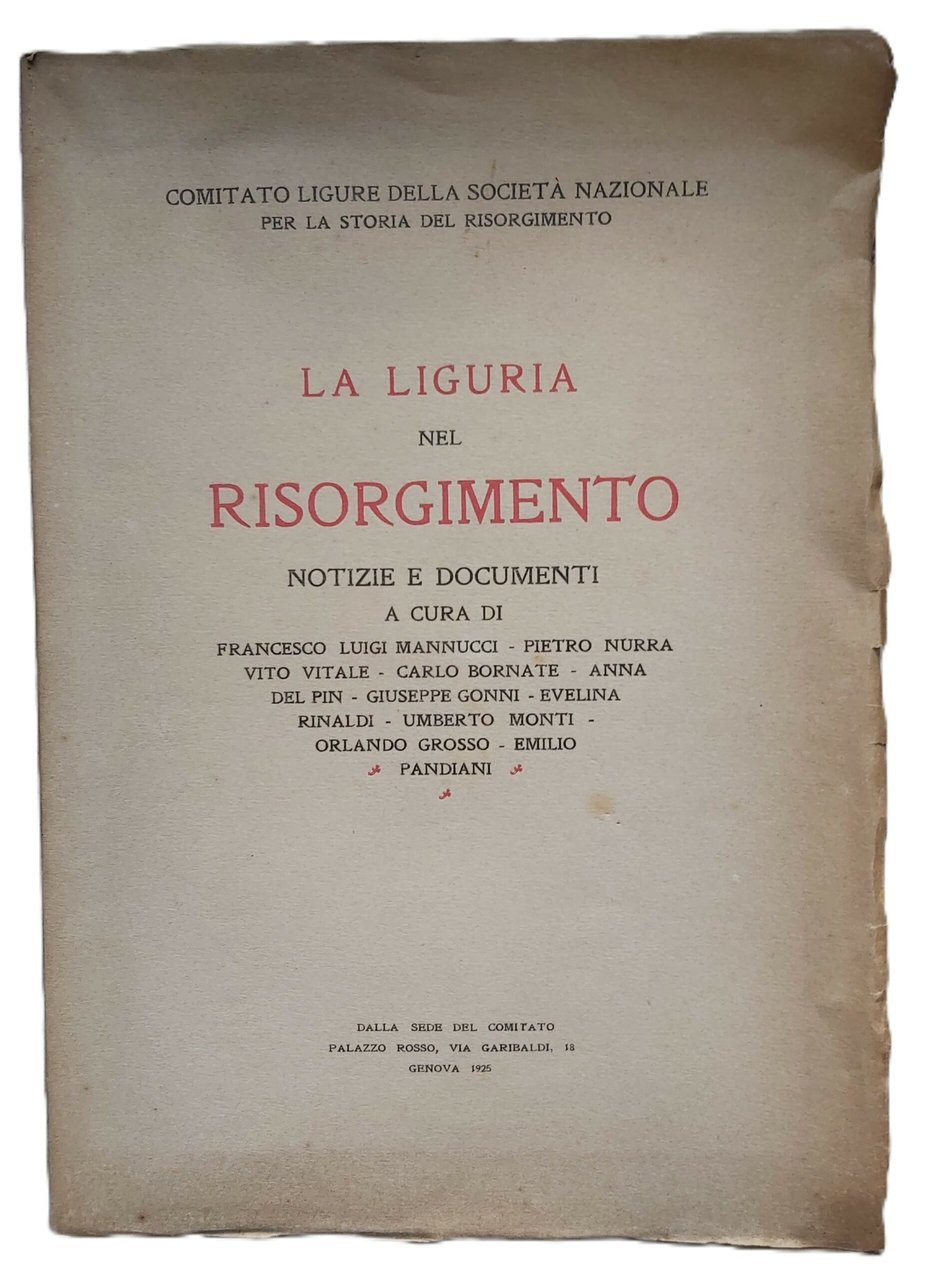 COMITATO LIGURE DELLA SOCIETÀ NAZIONALE
PER LA STORIA DEL RISORGIMENTO
LA LIGURIA
NEL
RISORGIMENTO
NOTIZIE E DOCUMENTI
A CURA DI
FRANCESCO LUIGI MANNUCCI - PIETRO NURRA
VITO VITALE - CARLO BORNATE - ANNA
DEL PIN - GIUSEPPE GONNI - EVELINA
RINALDI - UMBERTO MONTI -
ORLANDO GROSSO - EMILIO
PANDIANI
DALLA SEDE DEL COMITATO
PALAZZO ROSSO, VIA GARIBALDI, 18
GENOVA 1925